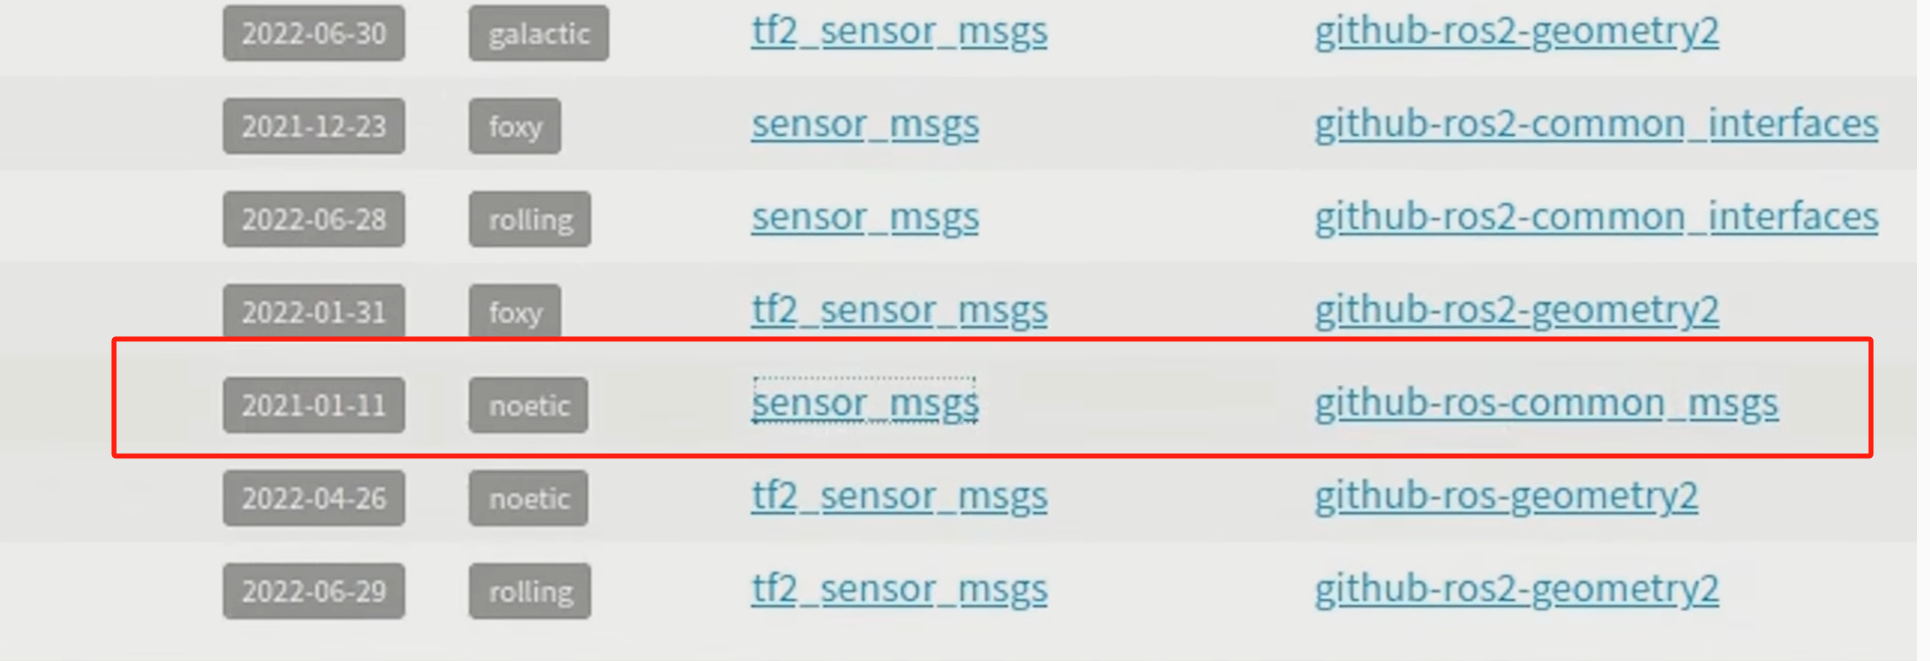 2022-06-30 galactic tf2_sensor_msgs github-ros2-geometry2
2021-12-23 foxy sensor_msgs github-ros2-common_interfaces
2022-06-28 rolling sensor_msgs github-ros2-common_interfaces
2022-01-31 foxy tf2_sensor_msgs github-ros2-geometry2
2021-01-11 noetic sensor_msgs github-ros-common_msgs
2022-04-26 noetic tf2_sensor_msgs github-ros-geometry2
2022-06-29 rolling tf2_sensor_msgs github-ros2-geometry2